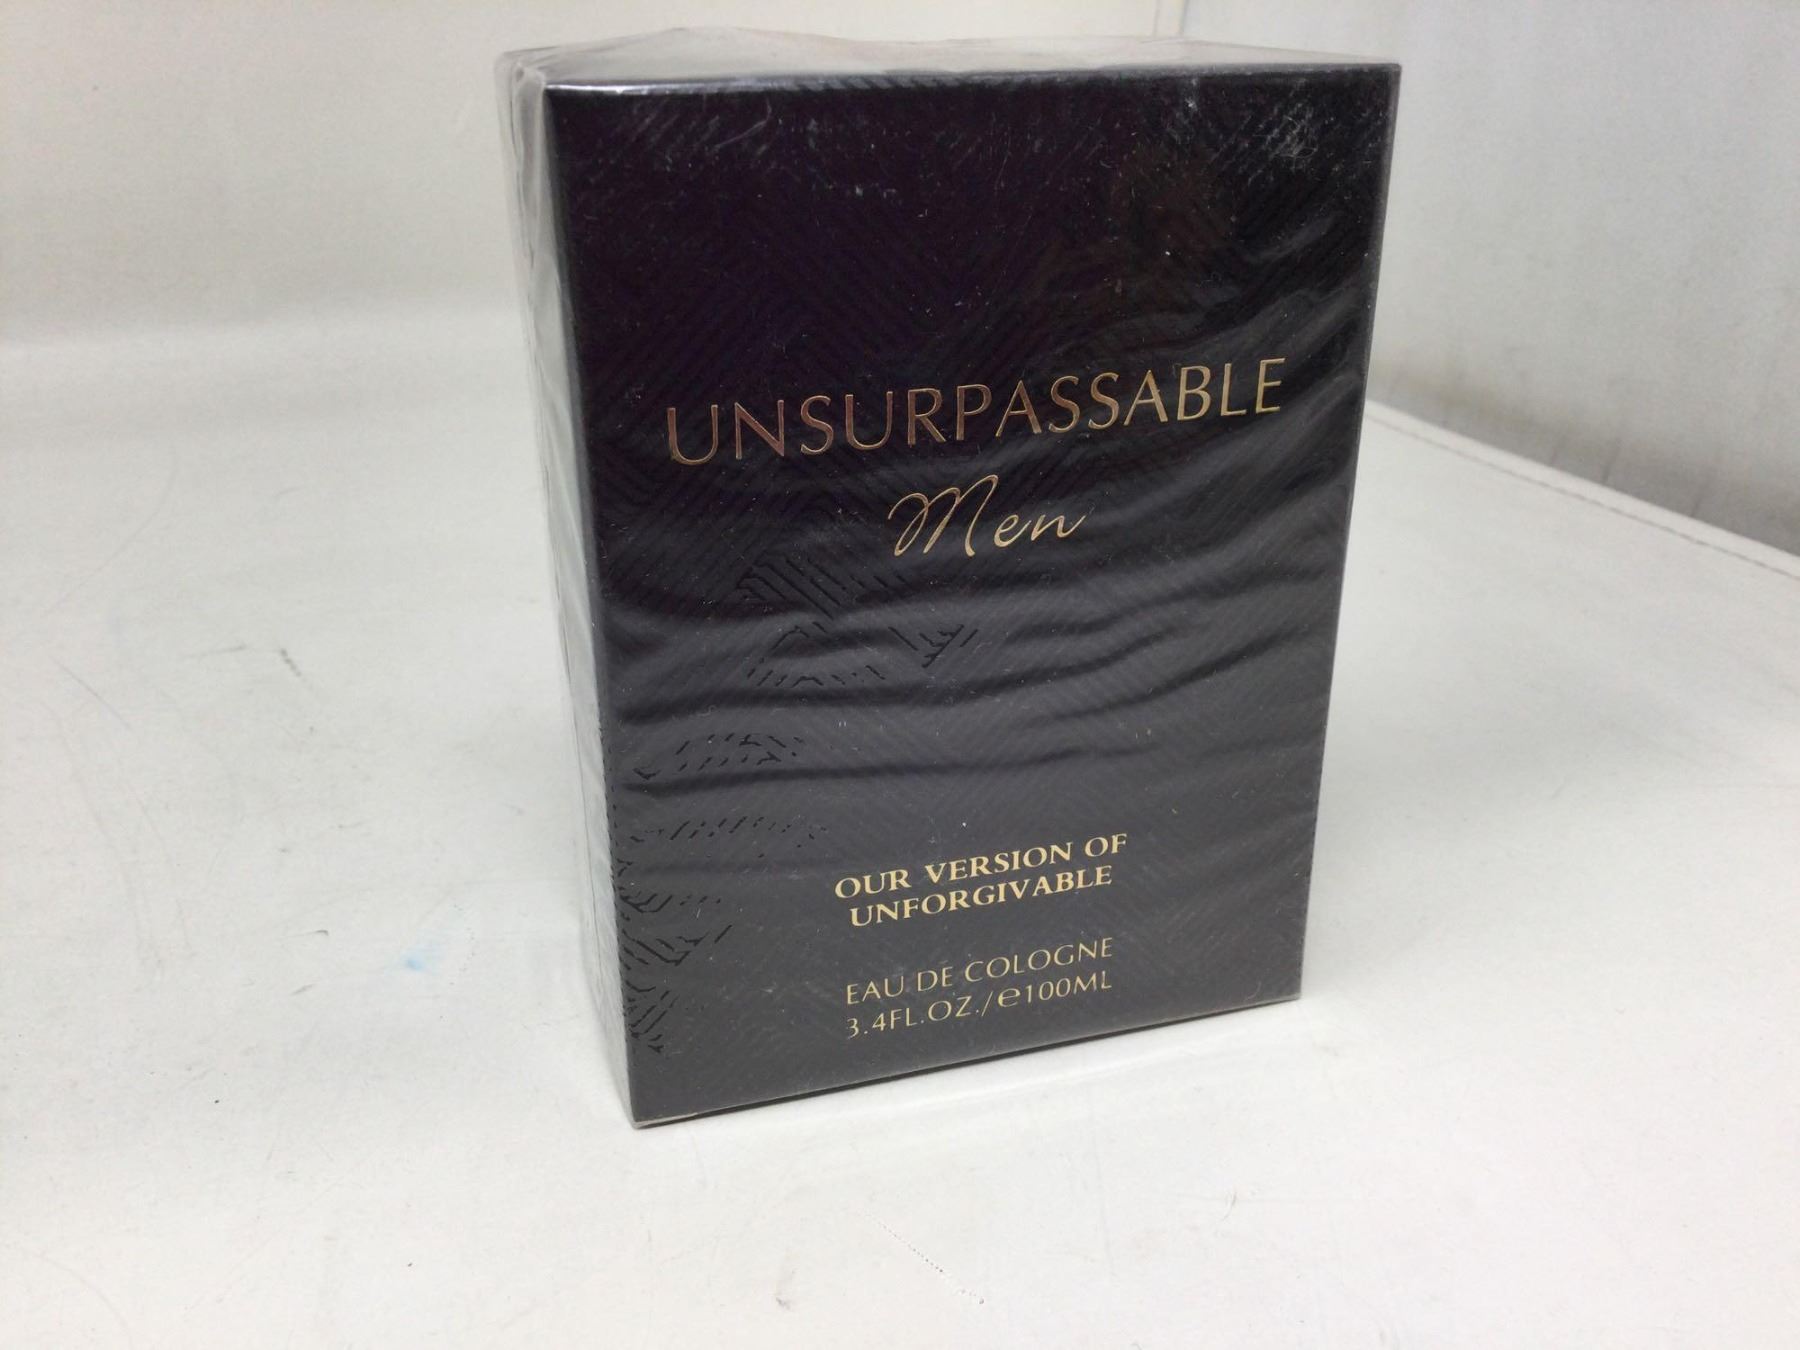 UNSURPASSABLE
Men
OUR VERSION OF
UNFORGIVABLE
EAU DE COLOGNE
3.4FL.OZ./℮100ML